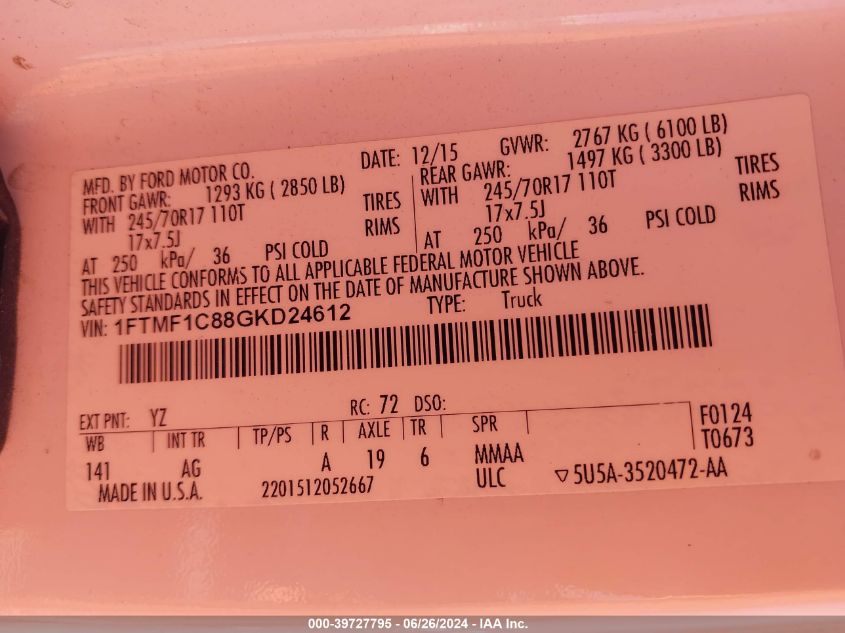 MFD. BY FORD MOTOR CO. DATE: 12/15 GVWR: 2767 KG ( 6100 LB)
FRONT GAWR: 1293 KG ( 2850 LB) REAR GAWR: 1497 KG ( 3300 LB)
WITH 245/70R17 110T TIRES WITH 245/70R17 110T TIRES
17x7.5J RIMS 17x7.5J RIMS
AT 250 kPa/ 36 PSI COLD AT 250 kPa/ 36 PSI COLD
THIS VEHICLE CONFORMS TO ALL APPLICABLE FEDERAL MOTOR VEHICLE
SAFETY STANDARDS IN EFFECT ON THE DATE OF MANUFACTURE SHOWN ABOVE.
VIN: 1FTMF1C88GKD24612 TYPE: Truck
EXT PNT: YZ RC: 72 DSO:
WB INT TR TP/PS R AXLE TR SPR F0124
141 AG A 19 6 MMAA T0673
ULC
MADE IN U.S.A. 2201512052667 5U5A-3520472-AA
000-39727795 - 06/26/2024 - IAA Inc.